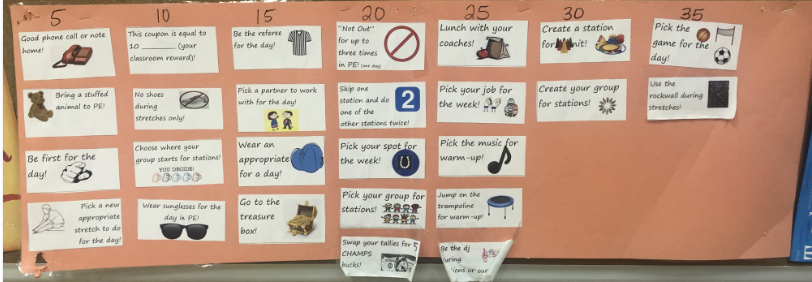 5
Good phone call or note
home!
Bring a stuffed
animal to PE!
Be first for the
day!
Pick a new
appropriate
stretch to do
for the day!
10
This coupon is equal to
10 ______ (your
classroom reward)!
No shoes
during
stretches only!
Choose where your
group starts for stations!
YOU DECIDE!
Wear sunglasses for the
day in PE!
15
Be the referee
for the day!
Pick a partner to work
with for the day!
Wear an
appropriate
for a day!
Go to the
treasure
box!
20
"Not Out"
for up to
three times
in PE! (one day)
Skip one
station and do
one of the
other stations twice!
2
Pick your spot for
the week!
Pick your group for
stations!
Swap your tallies for 5
CHAMPS
bucks!
25
Lunch with your
coaches!
Pick your job for
the week!
Pick the music for
warm-up!
Jump on the
trampoline
for warm-up!
Be the dj
during
or our
30
Create a station
for unit!
Create your group
for stations!
35
Pick the
game for the
day!
Use the
rockwall during
stretches!